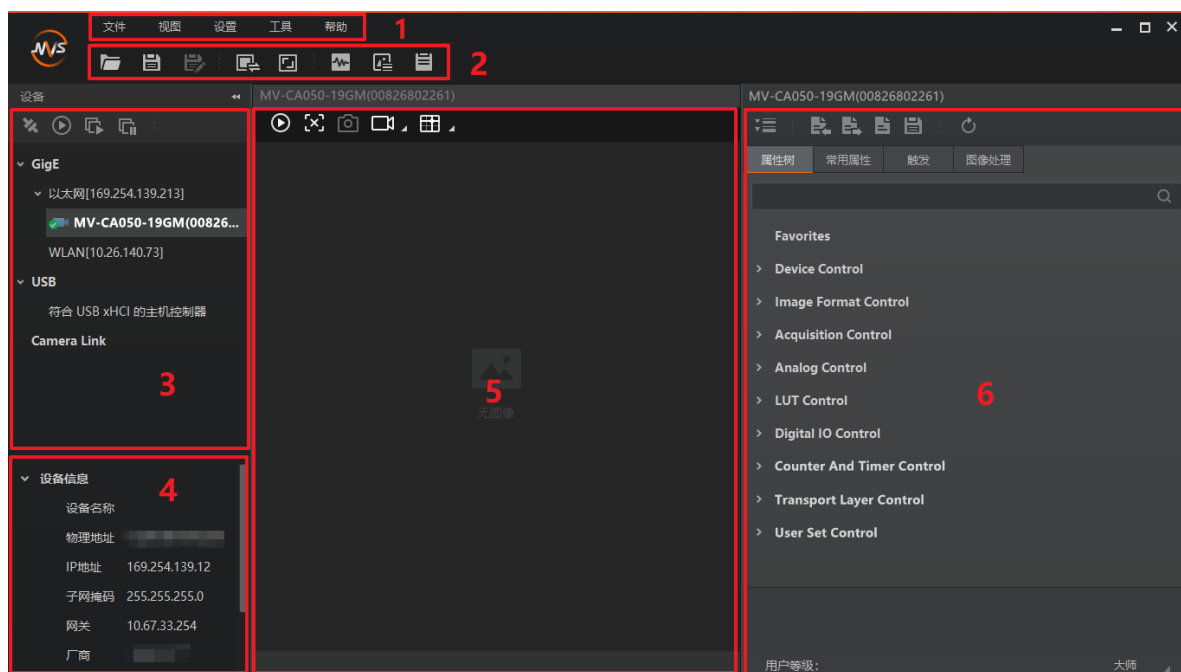 文件 视图 设置 工具 帮助 1
MVS
2
设备
MV-CA050-19GM(00826802261)
MV-CA050-19GM(00826802261)
GigE
以太网[169.254.139.213]
MV-CA050-19GM(00826...
WLAN[10.26.140.73]
USB
符合 USB xHCI 的主机控制器
Camera Link
3
设备信息
4
设备名称
物理地址
IP地址 169.254.139.12
子网掩码 255.255.255.0
网关 10.67.33.254
厂商
5
无图像
属性树 常用属性 触发 图像处理
Favorites
Device Control
Image Format Control
Acquisition Control
Analog Control
LUT Control
6
Digital IO Control
Counter And Timer Control
Transport Layer Control
User Set Control
用户等级: 大师